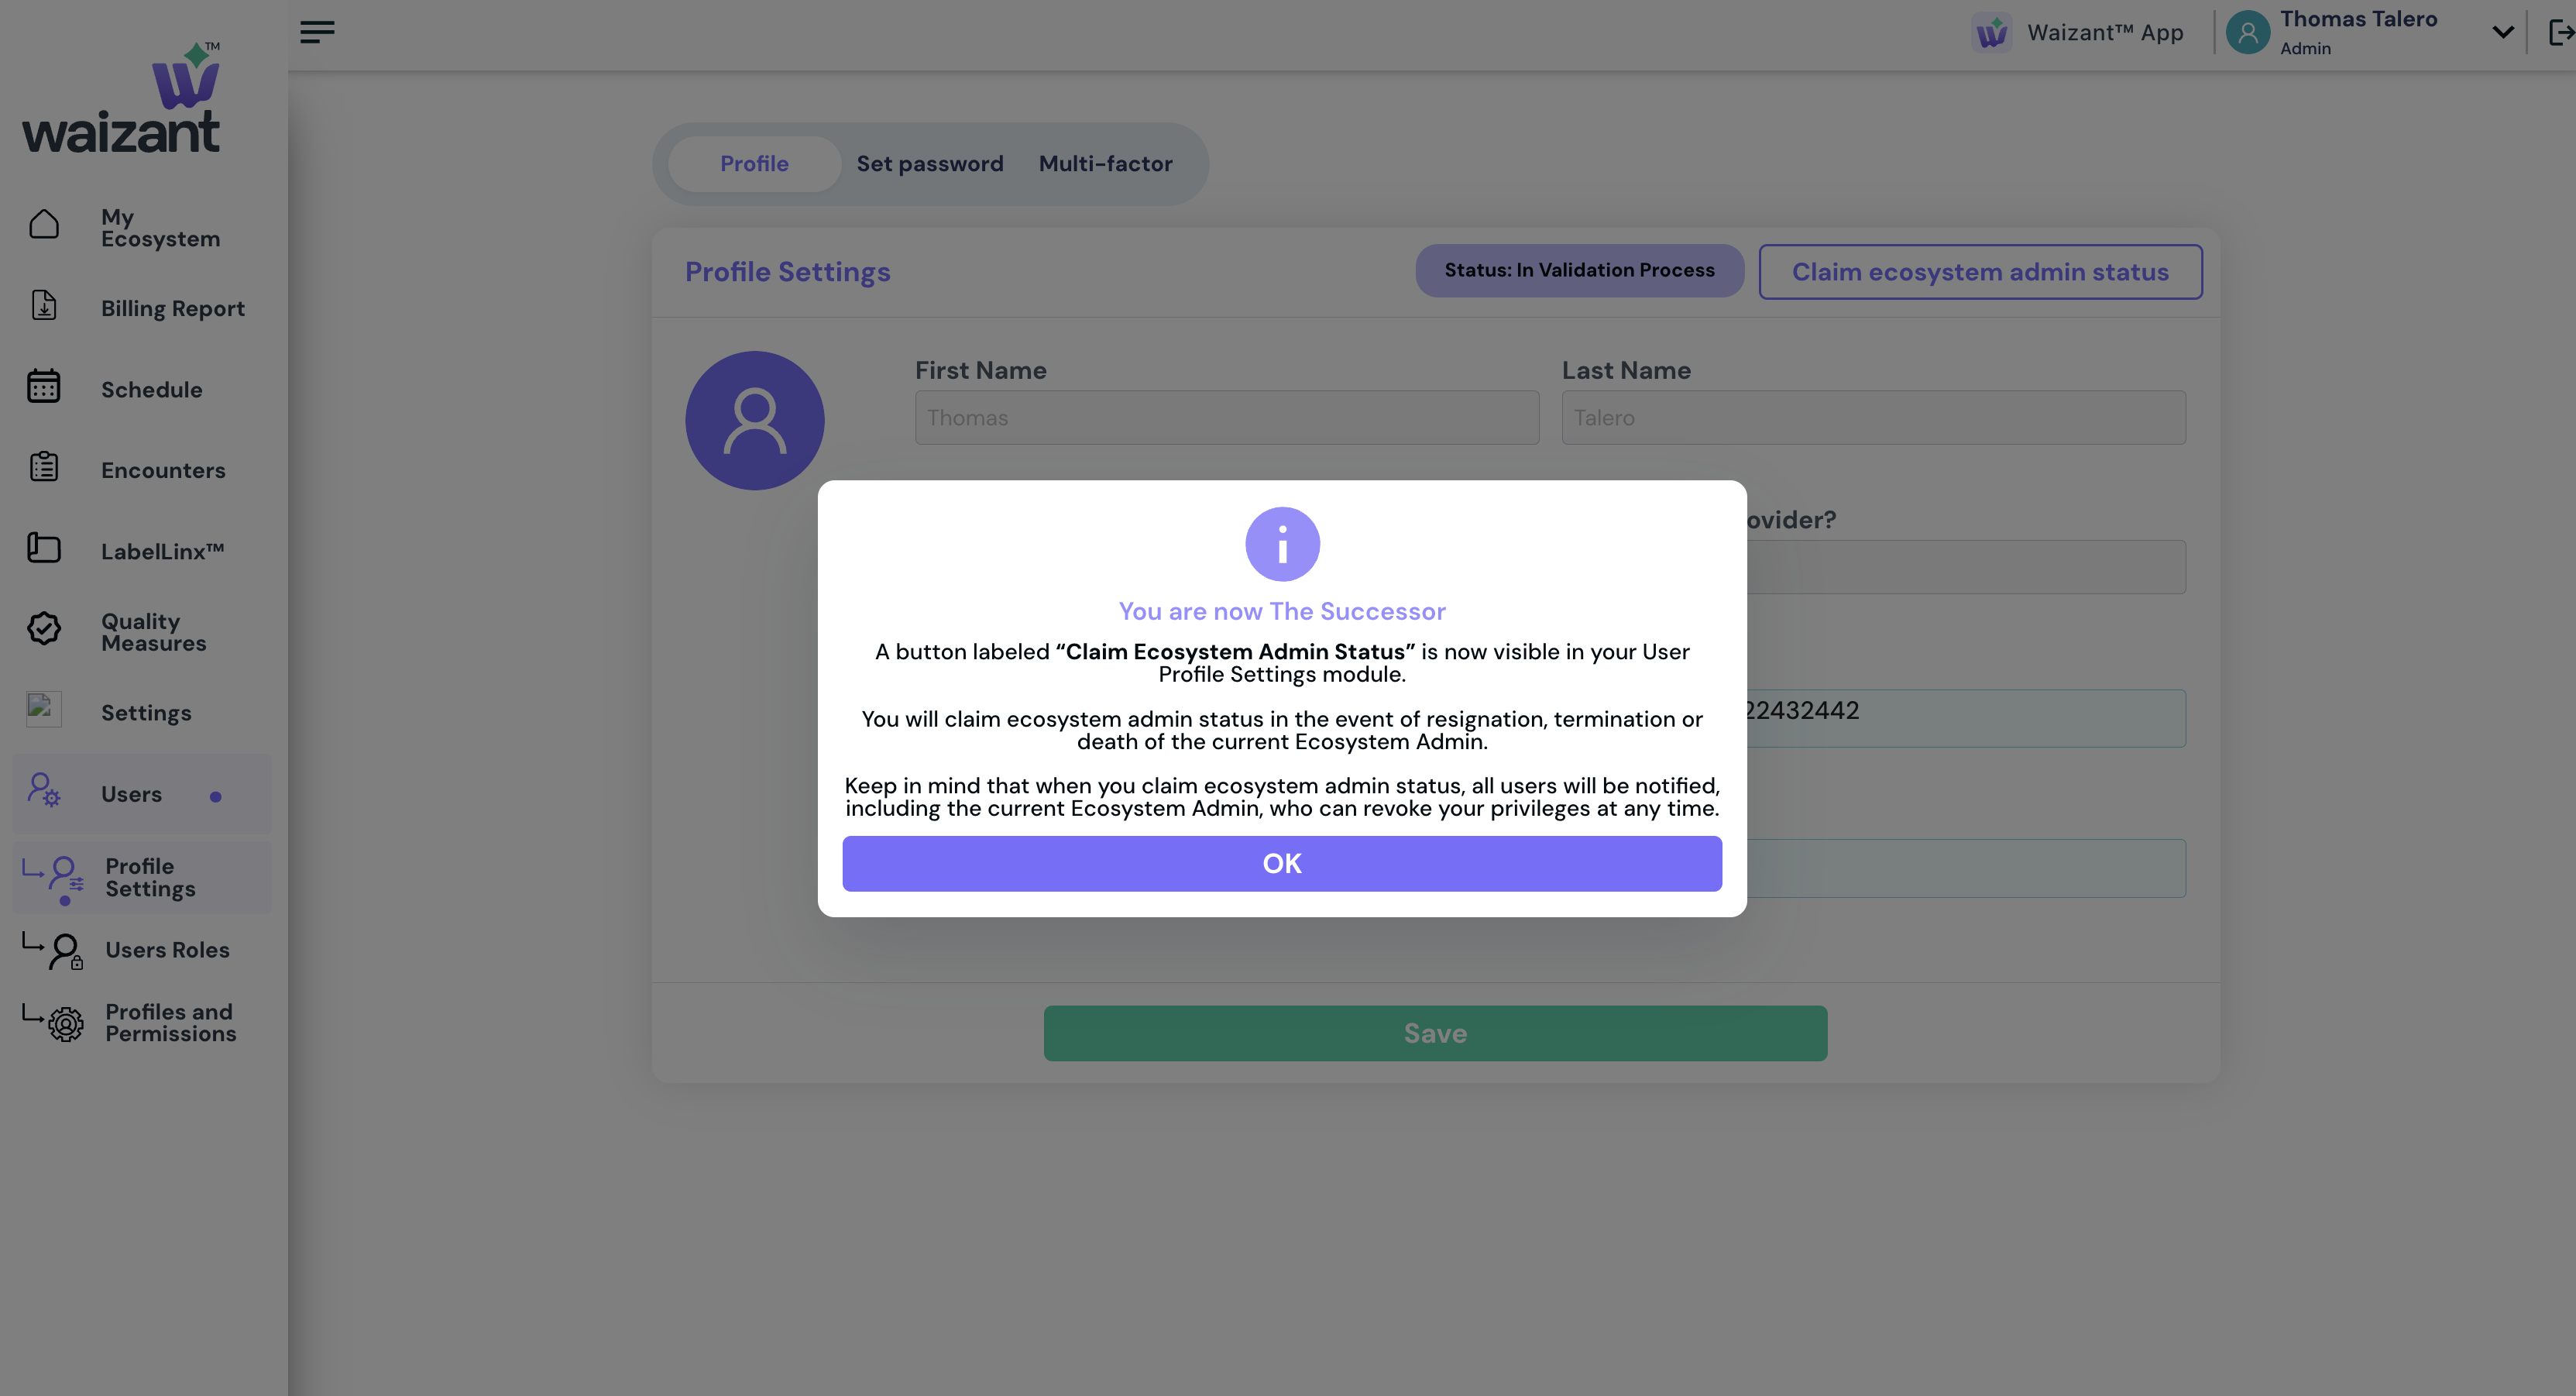 TM
waizant
My
Ecosystem
Billing Report
Schedule
Encounters
LabelLinx™
Quality
Measures
Settings
Users
Profile
Settings
Users Roles
Profiles and
Permissions
Waizant™ App
Thomas Talero
Admin
Profile
Set password
Multi-factor
Profile Settings
Status: In Validation Process
Claim ecosystem admin status
First Name
Last Name
Thomas
Talero
ovider?
22432442
You are now The Successor
A button labeled “Claim Ecosystem Admin Status” is now visible in your User
Profile Settings module.
You will claim ecosystem admin status in the event of resignation, termination or
death of the current Ecosystem Admin.
Keep in mind that when you claim ecosystem admin status, all users will be notified,
including the current Ecosystem Admin, who can revoke your privileges at any time.
OK
Save